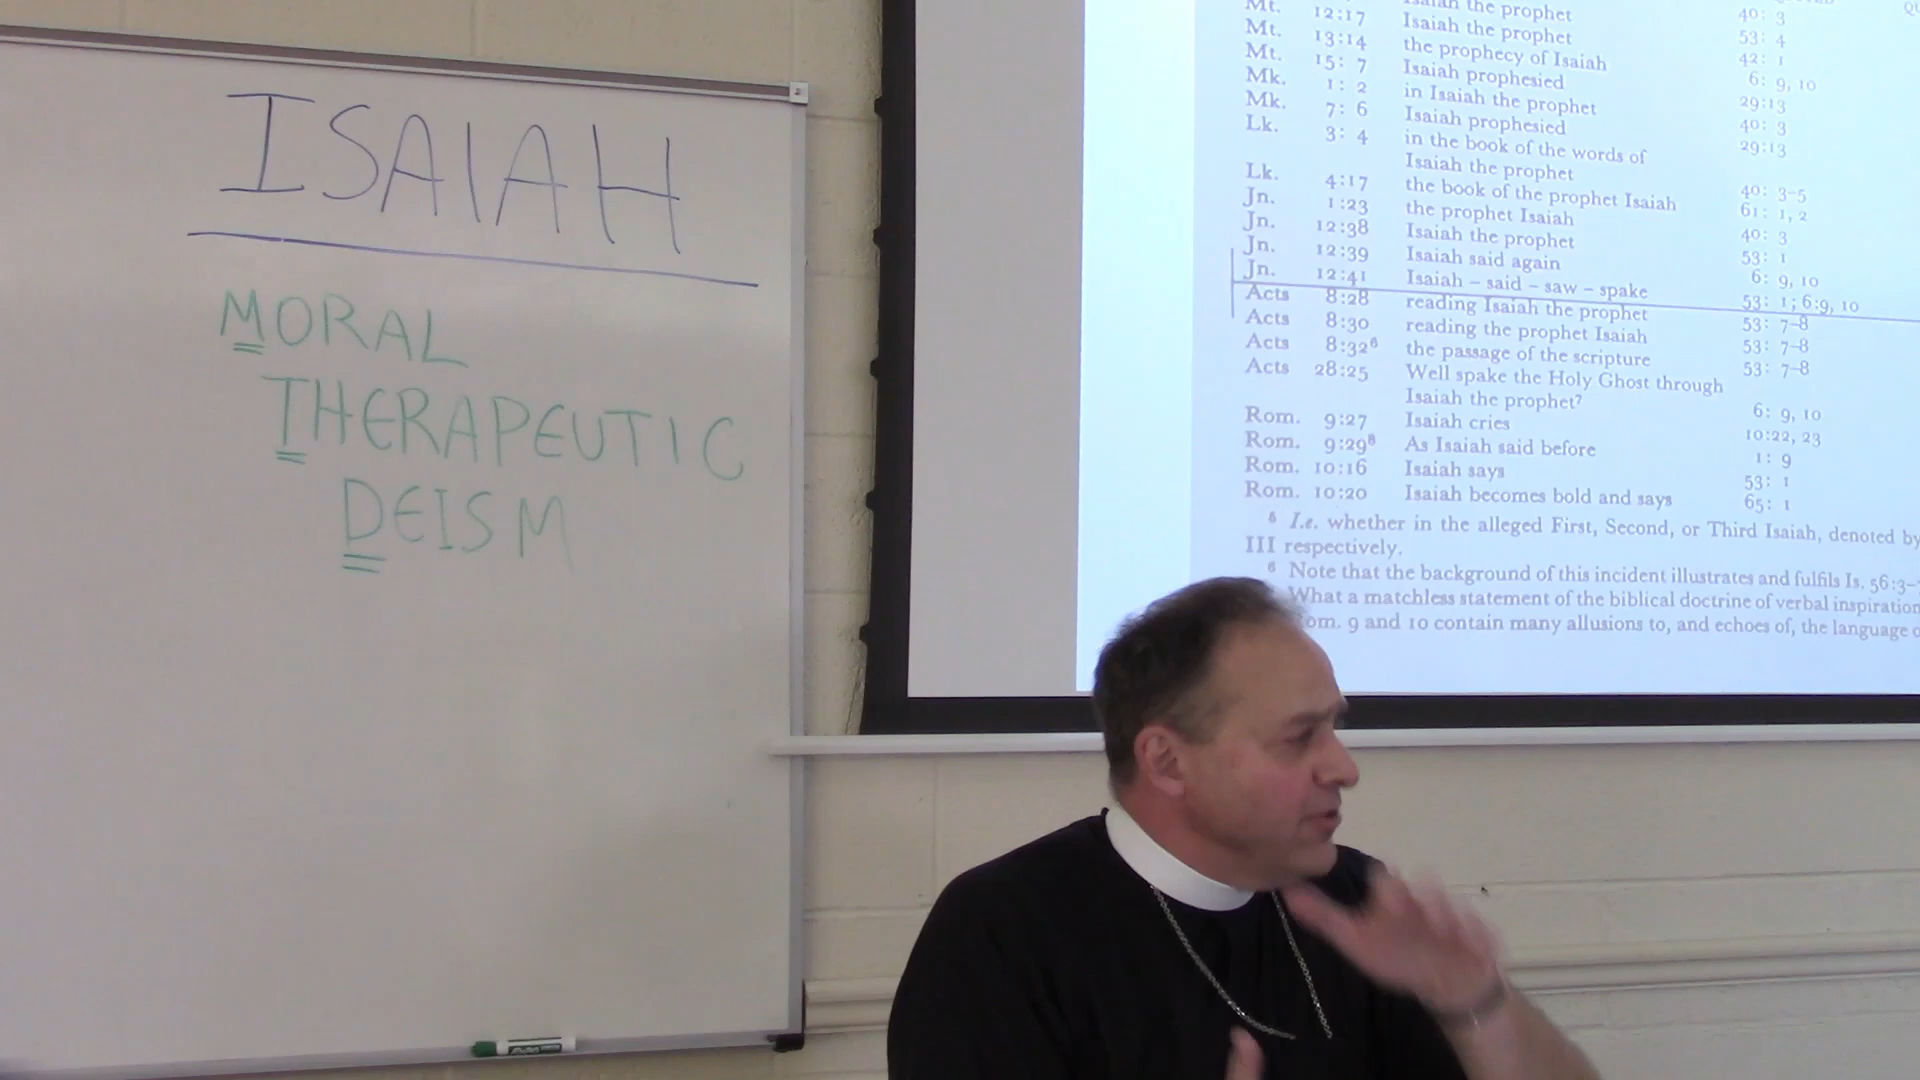 ISAIAH
MORAL
THERAPEUTIC
DEISM
40: 3
Isaiah the prophet 53: 4
Mt. 12:17 Isaiah the prophet 42: 1
Mt. 13:14 the prophecy of Isaiah 6: 9, 10
Mt. 15: 7 Isaiah prophesied 29:13
Mk. 1: 2 in Isaiah the prophet 40: 3
Mk. 7: 6 Isaiah prophesied 29:13
Lk. 3: 4 in the book of the words of
Isaiah the prophet 40: 3-5
Lk. 4:17 the book of the prophet Isaiah 61: 1, 2
Jn. 1:23 the prophet Isaiah 40: 3
Jn. 12:38 Isaiah the prophet 53: 1
Jn. 12:39 Isaiah said again 6: 9, 10
Jn. 12:41 Isaiah – said – saw – spake 53: 1; 6:9, 10
Acts 8:28 reading Isaiah the prophet 53: 7-8
Acts 8:30 reading the prophet Isaiah 53: 7-8
Acts 8:32⁶ the passage of the scripture 53: 7-8
Acts 28:25 Well spake the Holy Ghost through
Isaiah the prophet⁷ 6: 9, 10
Rom. 9:27 Isaiah cries 10:22, 23
Rom. 9:29⁸ As Isaiah said before 1: 9
Rom. 10:16 Isaiah says 53: 1
Rom. 10:20 Isaiah becomes bold and says 65: 1
⁵ I.e. whether in the alleged First, Second, or Third Isaiah, denoted by
III respectively.
⁶ Note that the background of this incident illustrates and fulfils Is. 56:3-
What a matchless statement of the biblical doctrine of verbal inspiration
om. 9 and 10 contain many allusions to, and echoes of, the language o